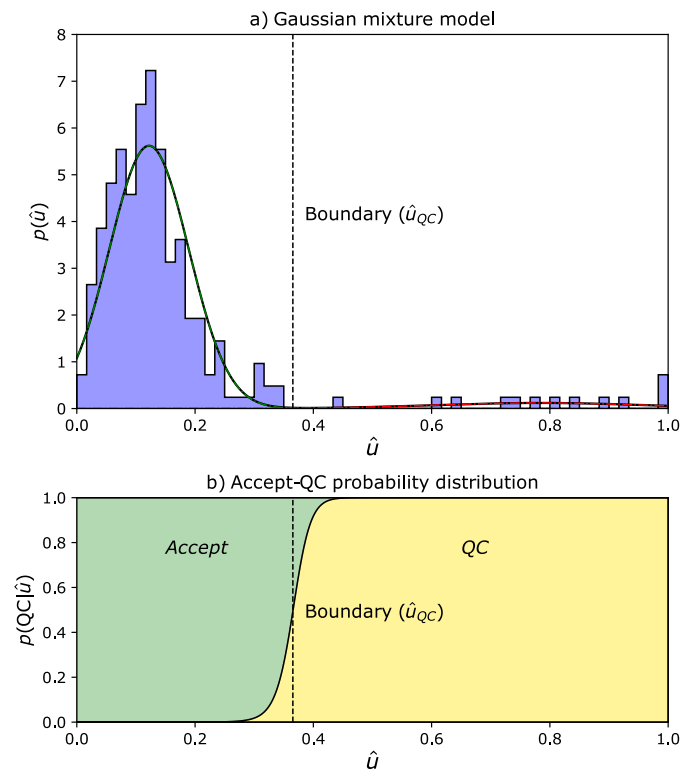 a) Gaussian mixture model
8
7
6
5
4
3
2
1
0
p(û)
Boundary (û_QC)
0.0 0.2 0.4 0.6 0.8 1.0
û
b) Accept-QC probability distribution
1.0
0.8
0.6
0.4
0.2
0.0
p(QC|û)
Accept
QC
Boundary (û_QC)
0.0 0.2 0.4 0.6 0.8 1.0
û